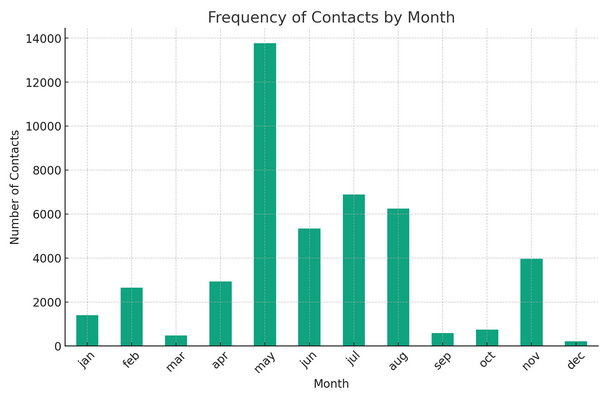 Frequency of Contacts by Month
Number of Contacts
14000
12000
10000
8000
6000
4000
2000
0
jan feb mar apr may jun jul aug sep oct nov dec
Month